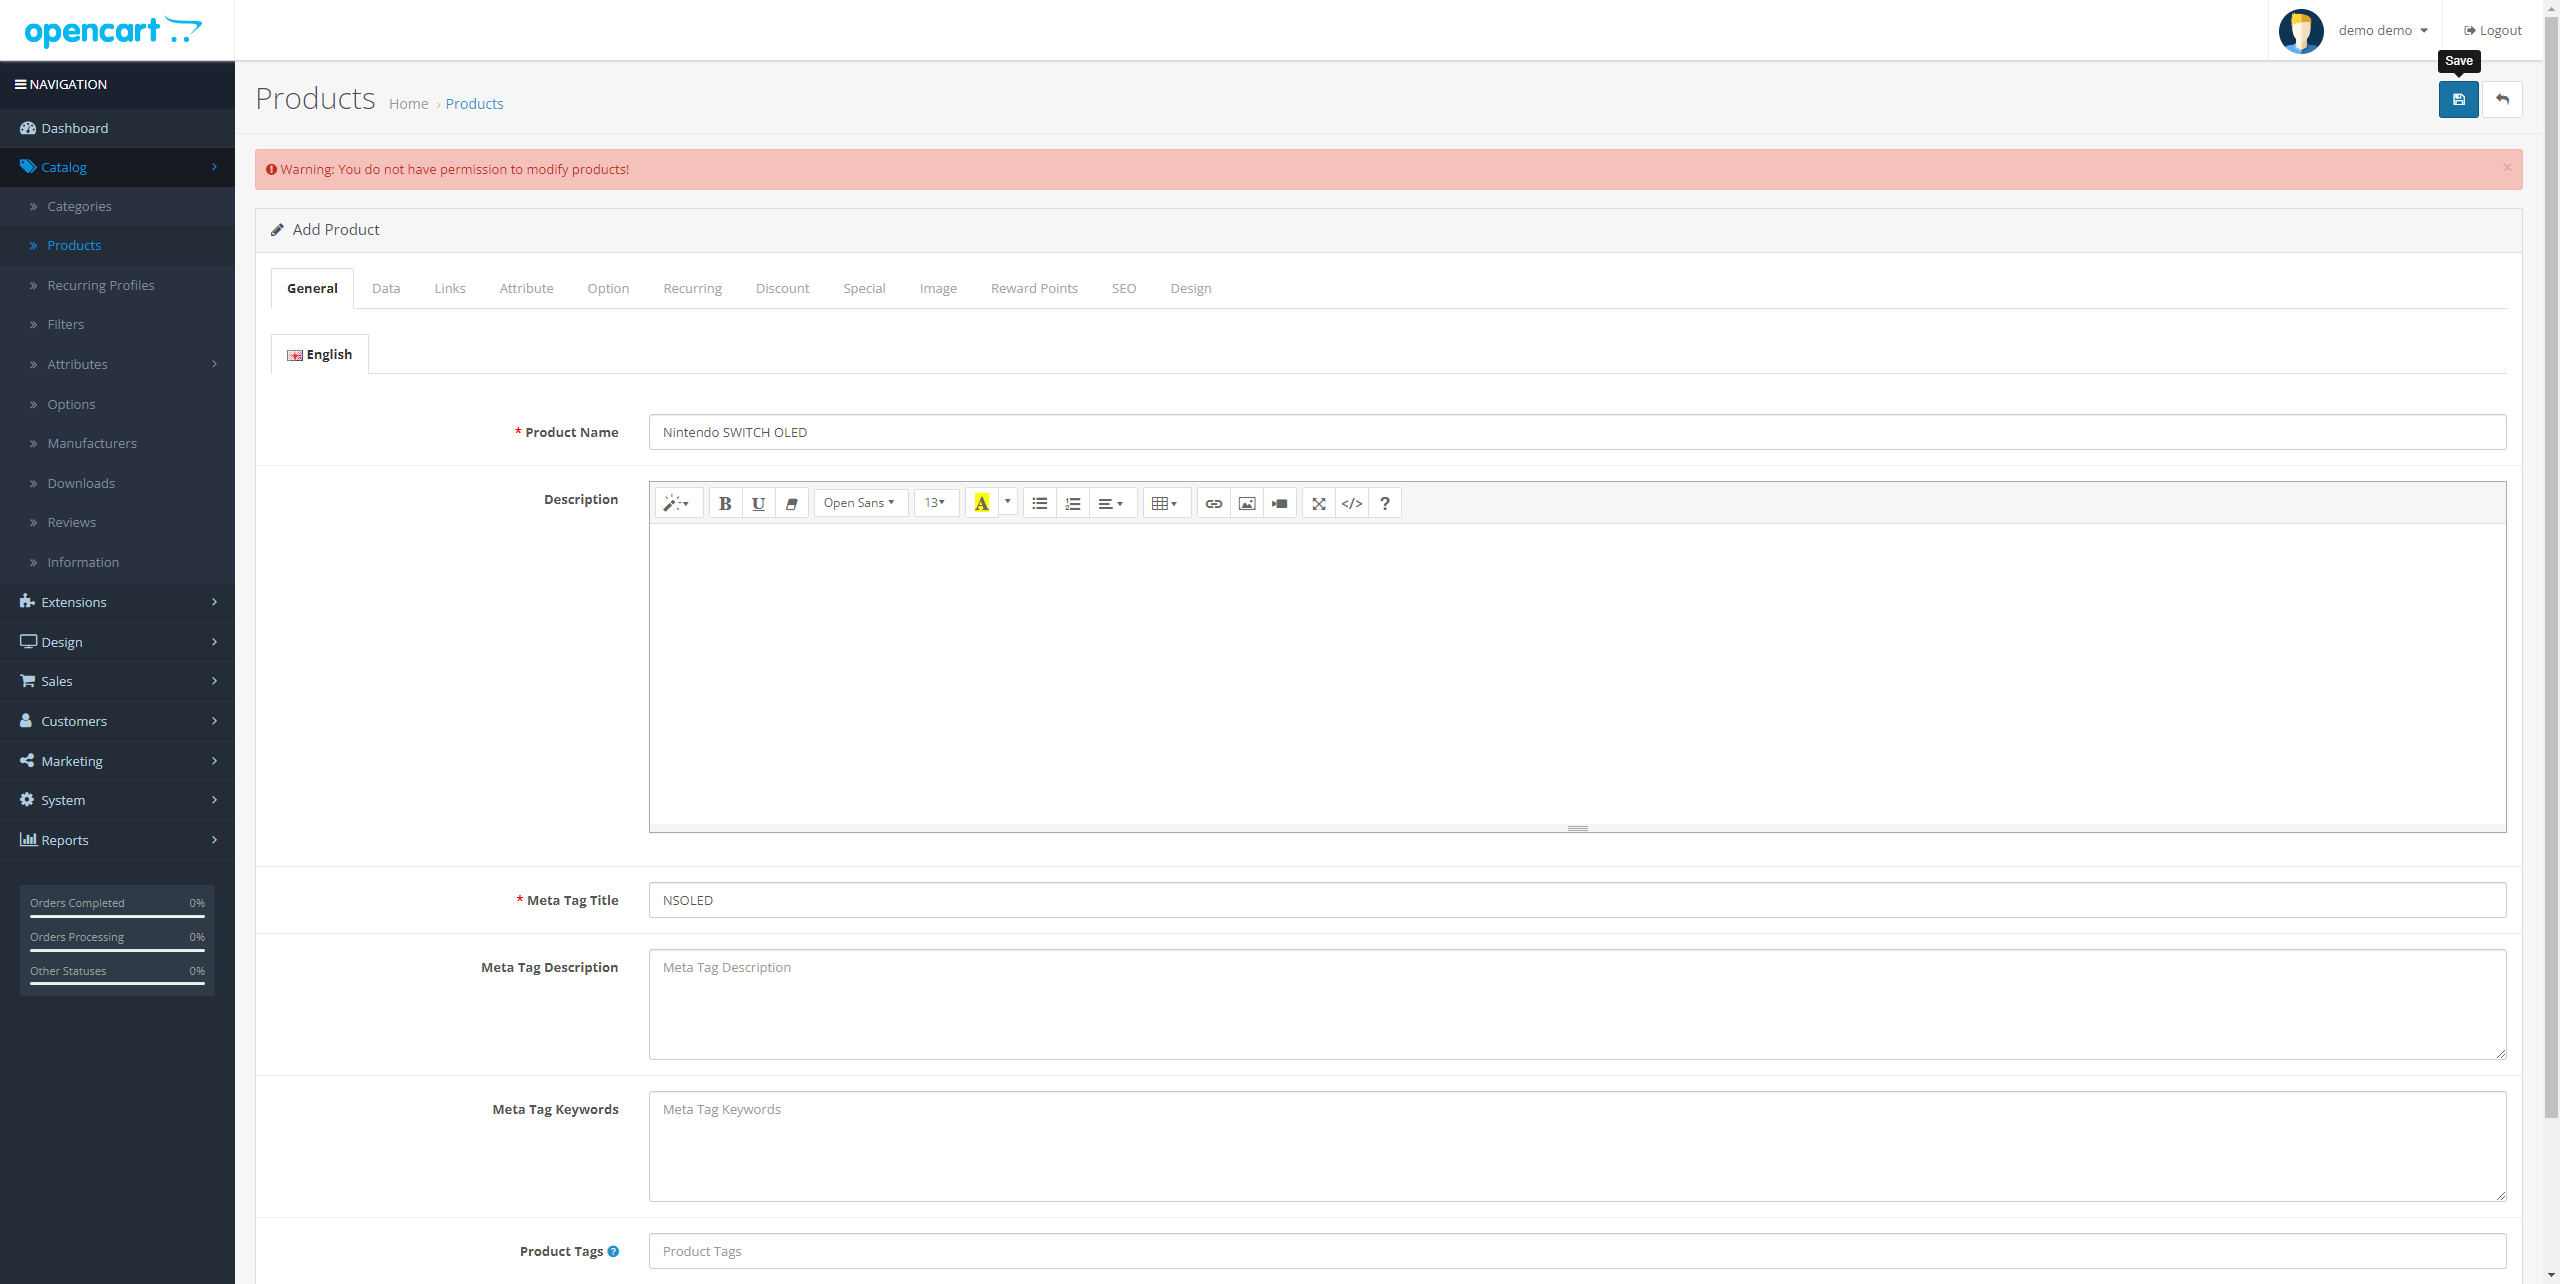 opencart
demo demo
Logout
Save
NAVIGATION
Dashboard
Catalog
Categories
Products
Recurring Profiles
Filters
Attributes
Options
Manufacturers
Downloads
Reviews
Information
Extensions
Design
Sales
Customers
Marketing
System
Reports
Orders Completed 0%
Orders Processing 0%
Other Statuses 0%
Products Home › Products
Warning: You do not have permission to modify products!
×
Add Product
General Data Links Attribute Option Recurring Discount Special Image Reward Points SEO Design
English
* Product Name Nintendo SWITCH OLED
Description
B U Open Sans 13 A </> ?
* Meta Tag Title NSOLED
Meta Tag Description Meta Tag Description
Meta Tag Keywords Meta Tag Keywords
Product Tags ? Product Tags